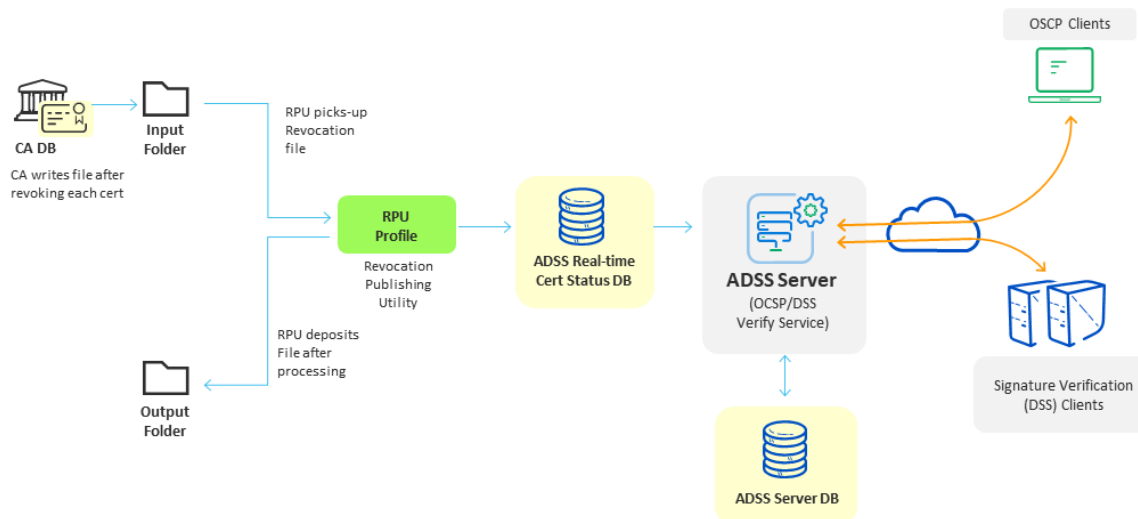 OSCP Clients
CA DB
CA writes file after
revoking each cert
Input
Folder
RPU picks-up
Revocation
file
RPU
Profile
Revocation
Publishing
Utility
ADSS Real-time
Cert Status DB
ADSS Server
(OCSP/DSS
Verify Service)
RPU deposits
File after
processing
Output
Folder
Signature Verification
(DSS) Clients
ADSS Server DB